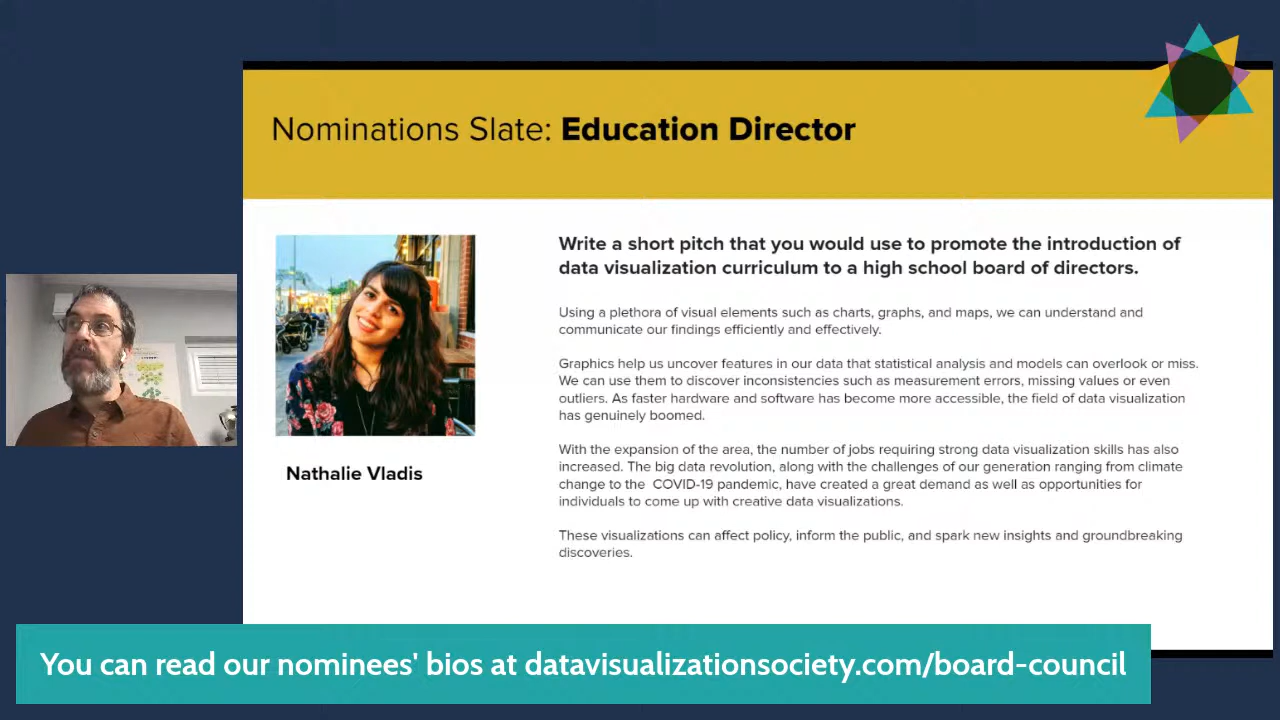 Nominations Slate: Education Director
Write a short pitch that you would use to promote the introduction of
data visualization curriculum to a high school board of directors.
Using a plethora of visual elements such as charts, graphs, and maps, we can understand and
communicate our findings efficiently and effectively.
Graphics help us uncover features in our data that statistical analysis and models can overlook or miss.
We can use them to discover inconsistencies such as measurement errors, missing values or even
outliers. As faster hardware and software has become more accessible, the field of data visualization
has genuinely boomed.
With the expansion of the area, the number of jobs requiring strong data visualization skills has also
increased. The big data revolution, along with the challenges of our generation ranging from climate
change to the COVID-19 pandemic, have created a great demand as well as opportunities for
individuals to come up with creative data visualizations.
These visualizations can affect policy, inform the public, and spark new insights and groundbreaking
discoveries.
Nathalie Vladis
You can read our nominees' bios at datavisualizationsociety.com/board-council